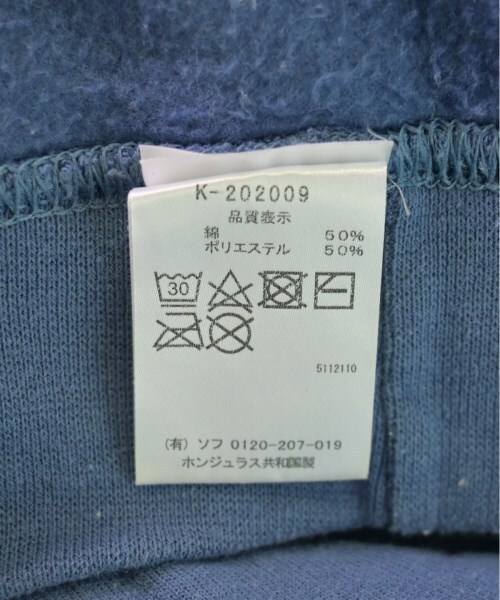 K-202009
品質表示
綿 50%
ポリエステル 50%
30
5112110
(有) ソフ 0120-207-019
ホンジュラス共和国製